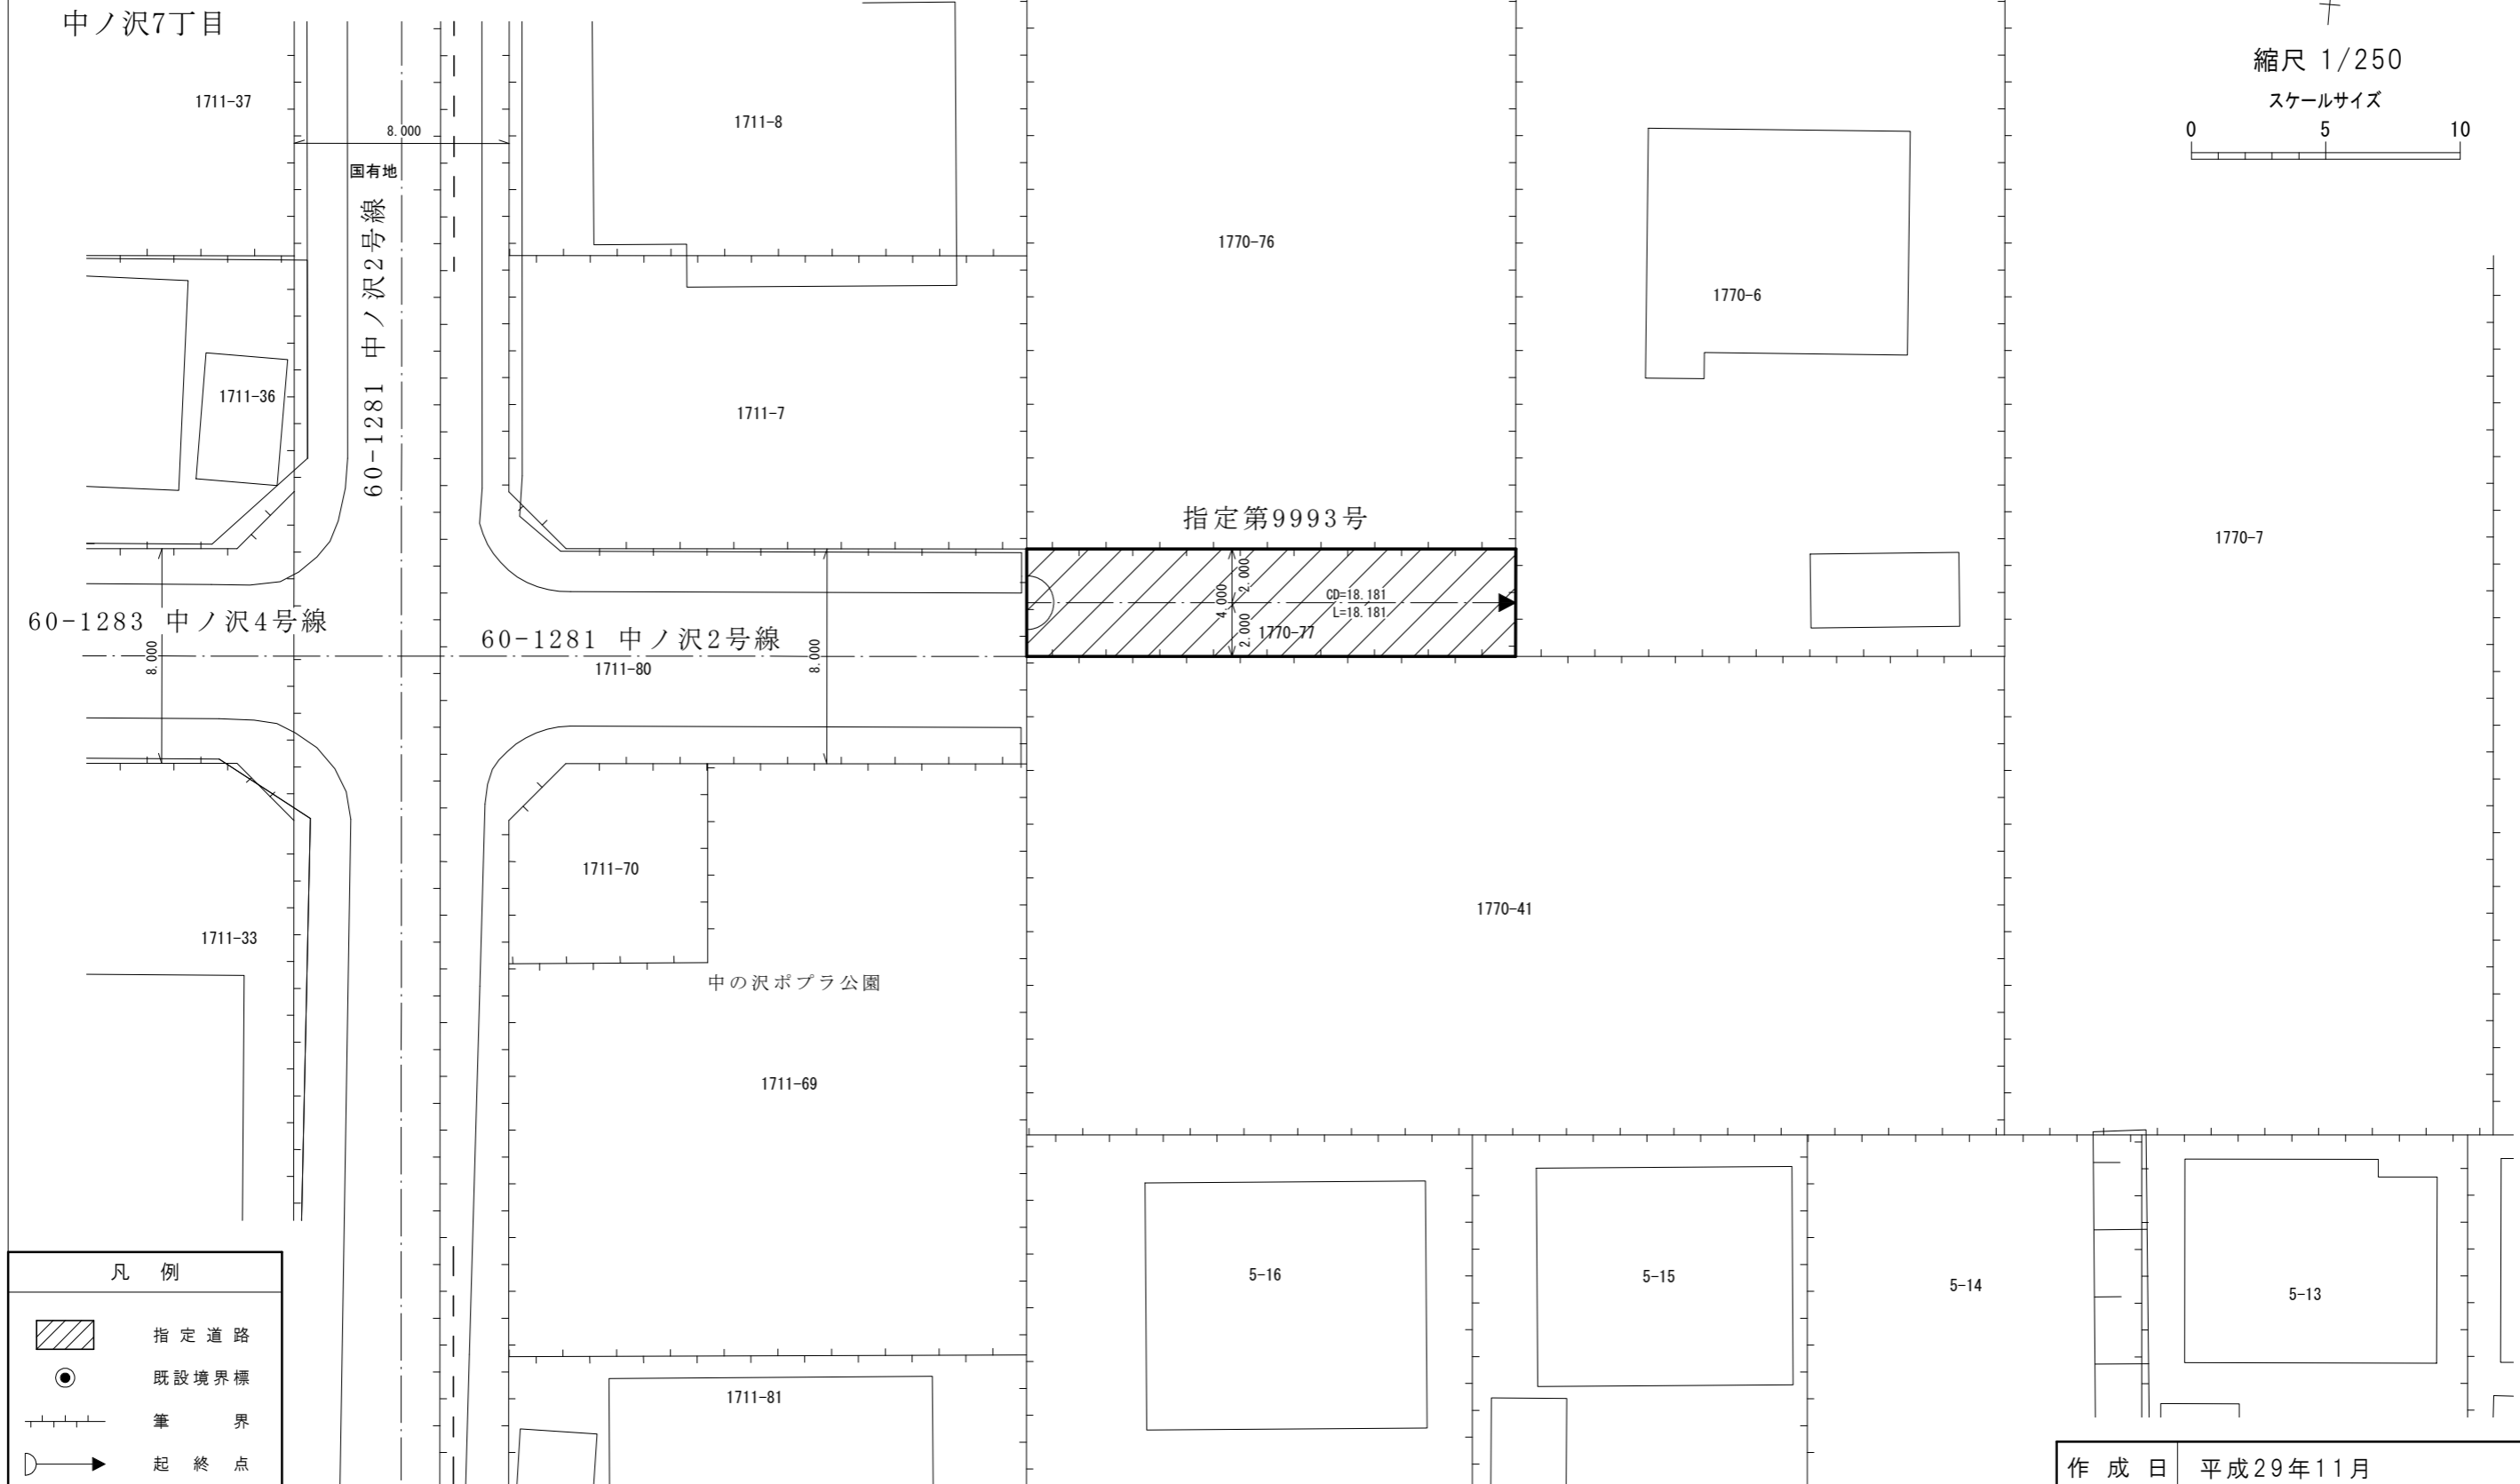 中ノ沢7丁目
縮尺 1/250
スケールサイズ
0 5 10
1711-37
8.000
国有地
60-1281 中ノ沢2号線
1711-8
1770-76
1770-6
1711-36
1711-7
指定第9993号
1770-7
4.000
2.000
2.000
CD=18.181
L=18.181
1770-77
60-1283 中ノ沢4号線
8.000
60-1281 中ノ沢2号線
1711-80
8.000
1711-70
1770-41
1711-33
中の沢ポプラ公園
1711-69
5-16
5-15
5-14
5-13
1711-81
凡 例
指定道路
既設境界標
筆 界
起終点
作成日 平成29年11月